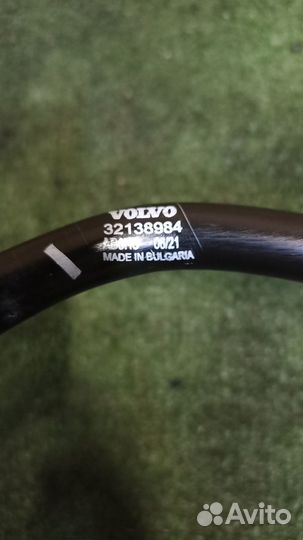 VOLVO
32138984
06/21
MADE IN BULGARIA
Avito